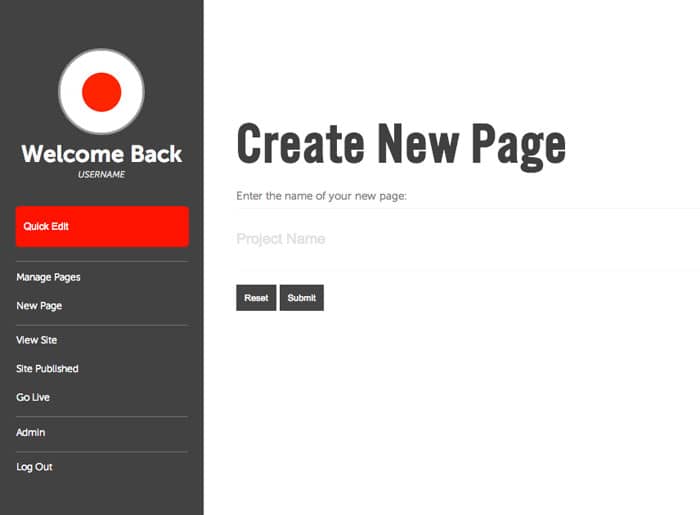 Welcome Back
USERNAME
Quick Edit
Manage Pages
New Page
View Site
Site Published
Go Live
Admin
Log Out
Create New Page
Enter the name of your new page:
Project Name
Reset Submit